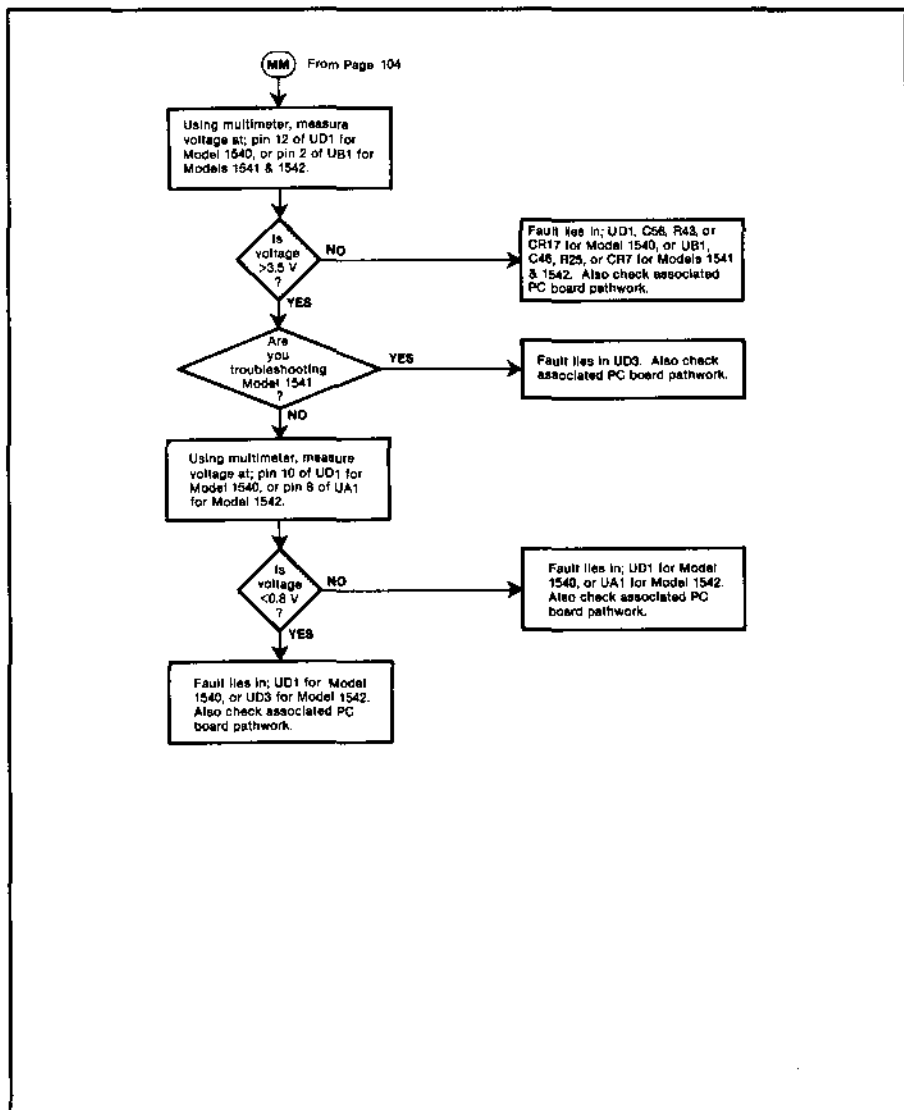 MM From Page 104
Using multimeter, measure
voltage at; pin 12 of UD1 for
Model 1540, or pin 2 of UB1 for
Models 1541 & 1542.
Is
voltage
>3.5 V
?
NO
Fault lies in; UD1, C56, R43, or
CR17 for Model 1540, or UB1,
C46, R25, or CR7 for Models 1541
& 1542. Also check associated
PC board pathwork.
YES
Are
you
troubleshooting
Model 1541
?
YES
Fault lies in UD3. Also check
associated PC board pathwork.
NO
Using multimeter, measure
voltage at; pin 10 of UD1 for
Model 1540, or pin 8 of UA1
for Model 1542.
Is
voltage
<0.8 V
?
NO
Fault lies in; UD1 for Model
1540, or UA1 for Model 1542.
Also check associated PC
board pathwork.
YES
Fault lies in; UD1 for Model
1540, or UD3 for Model 1542.
Also check associated PC
board pathwork.